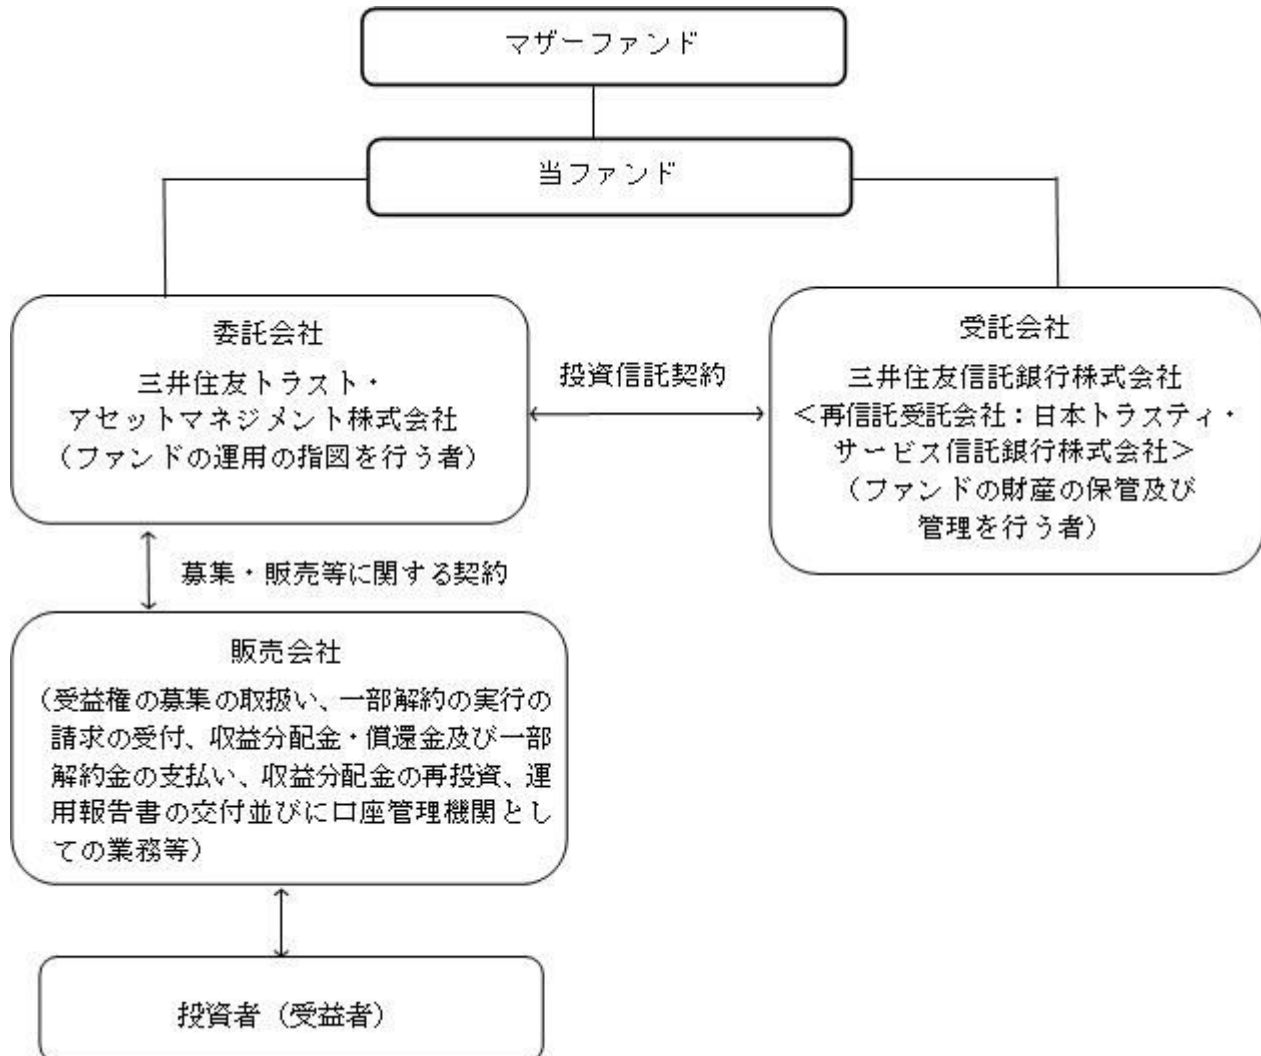 マザーファンド
当ファンド
委託会社
三井住友トラスト・
アセットマネジメント株式会社
（ファンドの運用の指図を行う者）
投資信託契約
受託会社
三井住友信託銀行株式会社
＜再信託受託会社：日本トラスティ・
サービス信託銀行株式会社＞
（ファンドの財産の保管及び
管理を行う者）
募集・販売等に関する契約
販売会社
（受益権の募集の取扱い、一部解約の実行の
請求の受付、収益分配金・償還金及び一部
解約金の支払い、収益分配金の再投資、運
用報告書の交付並びに口座管理機関とし
ての業務等）
投資者（受益者）